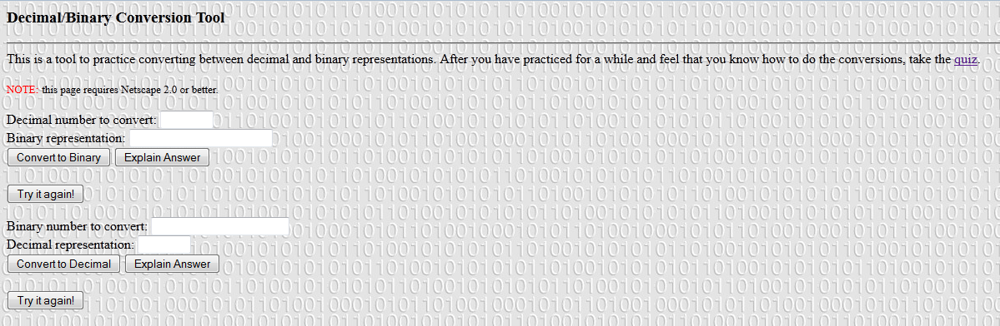 Decimal/Binary Conversion Tool
This is a tool to practice converting between decimal and binary representations. After you have practiced for a while and feel that you know how to do the conversions, take the quiz.
NOTE: this page requires Netscape 2.0 or better.
Decimal number to convert:
Binary representation:
Convert to Binary Explain Answer
Try it again!
Binary number to convert:
Decimal representation:
Convert to Decimal Explain Answer
Try it again!